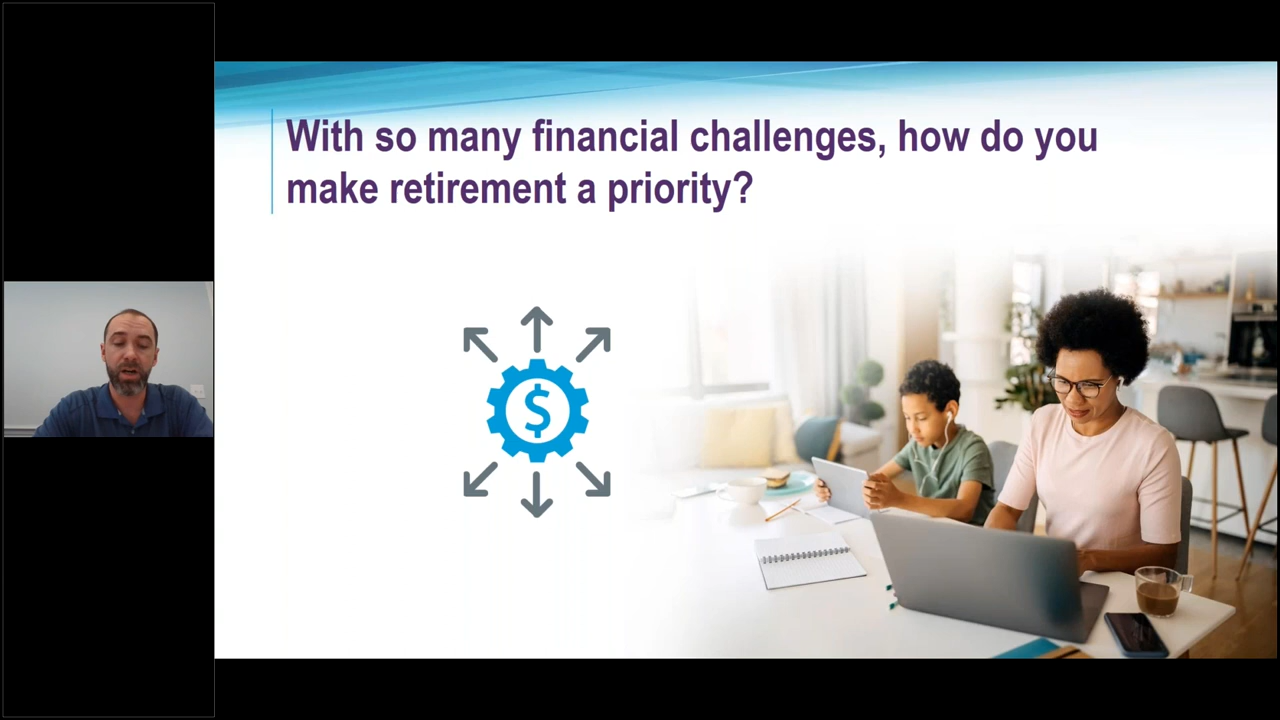 With so many financial challenges, how do you
make retirement a priority?
$